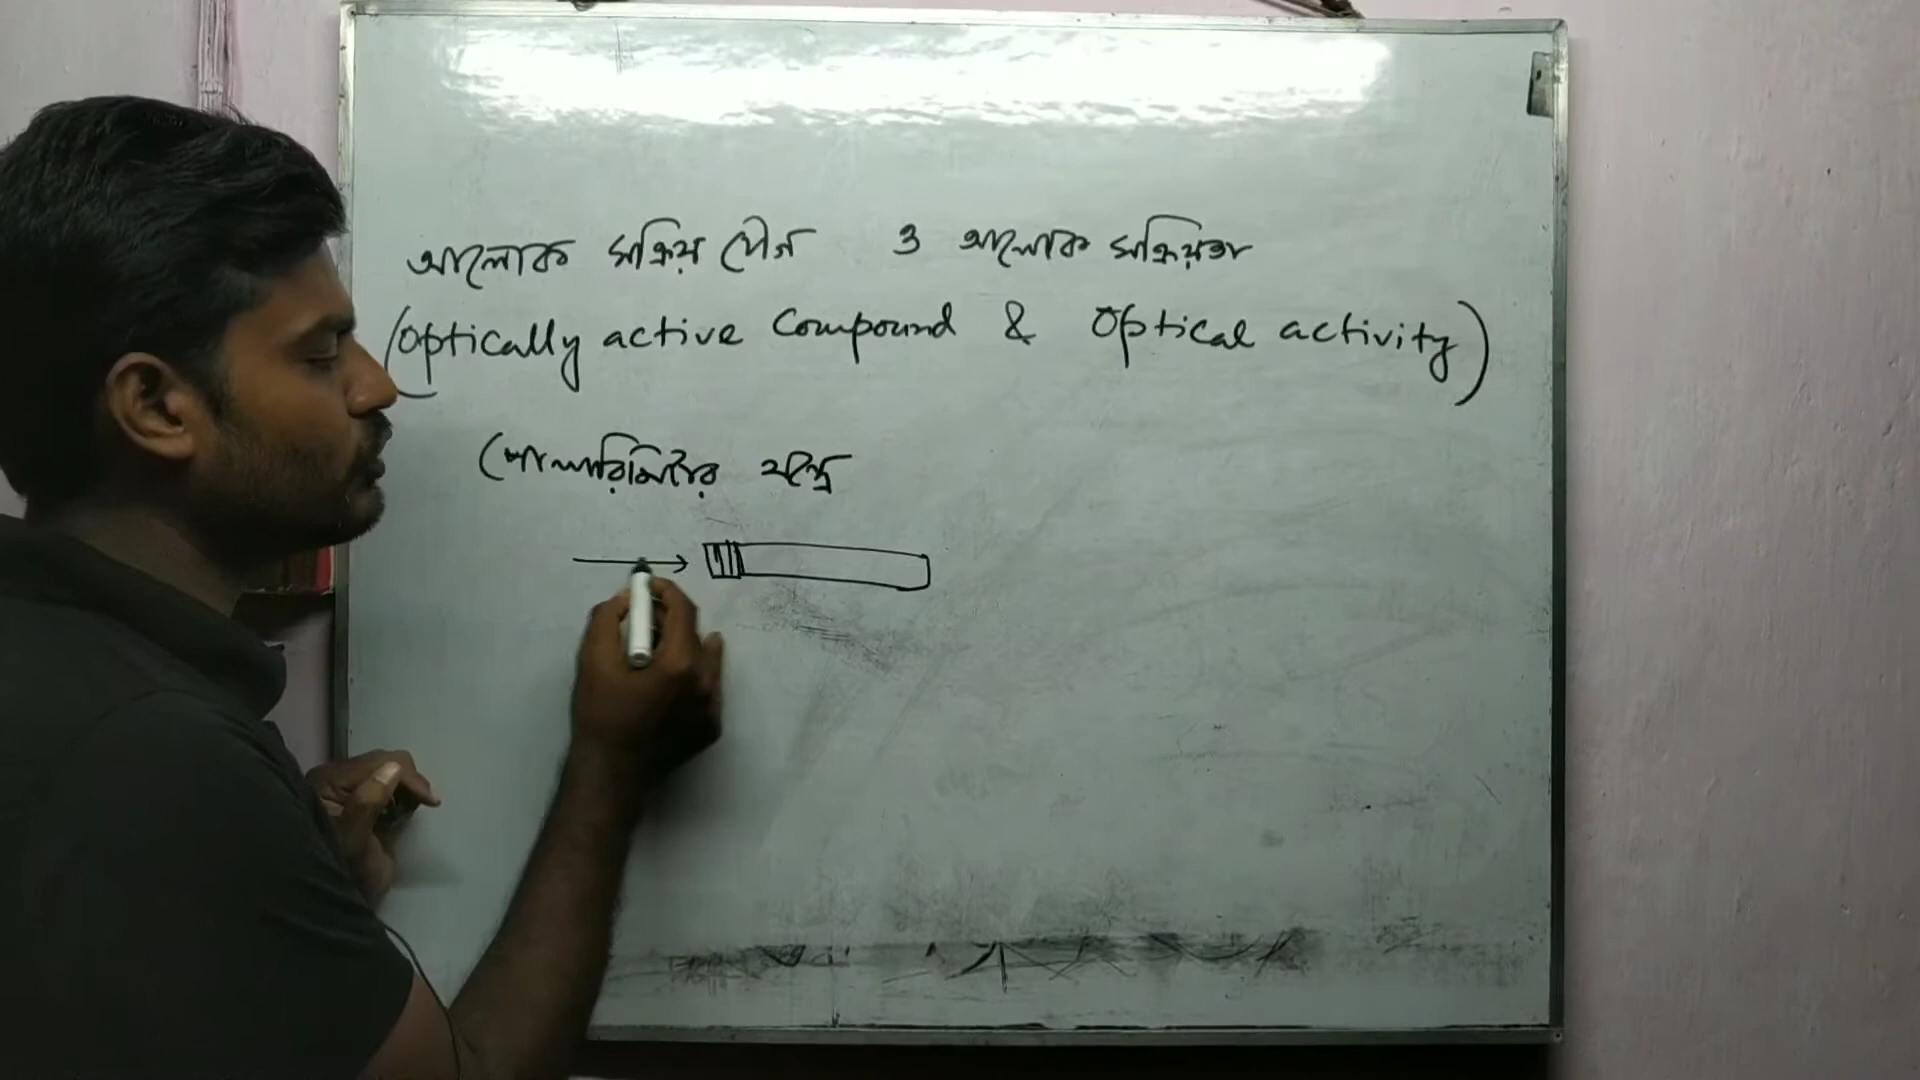 আলোক সক্রিয় যৌগ ও আলোক সক্রিয়তা
(Optically active Compound & Optical activity)
পোলারিমিটার যন্ত্রে